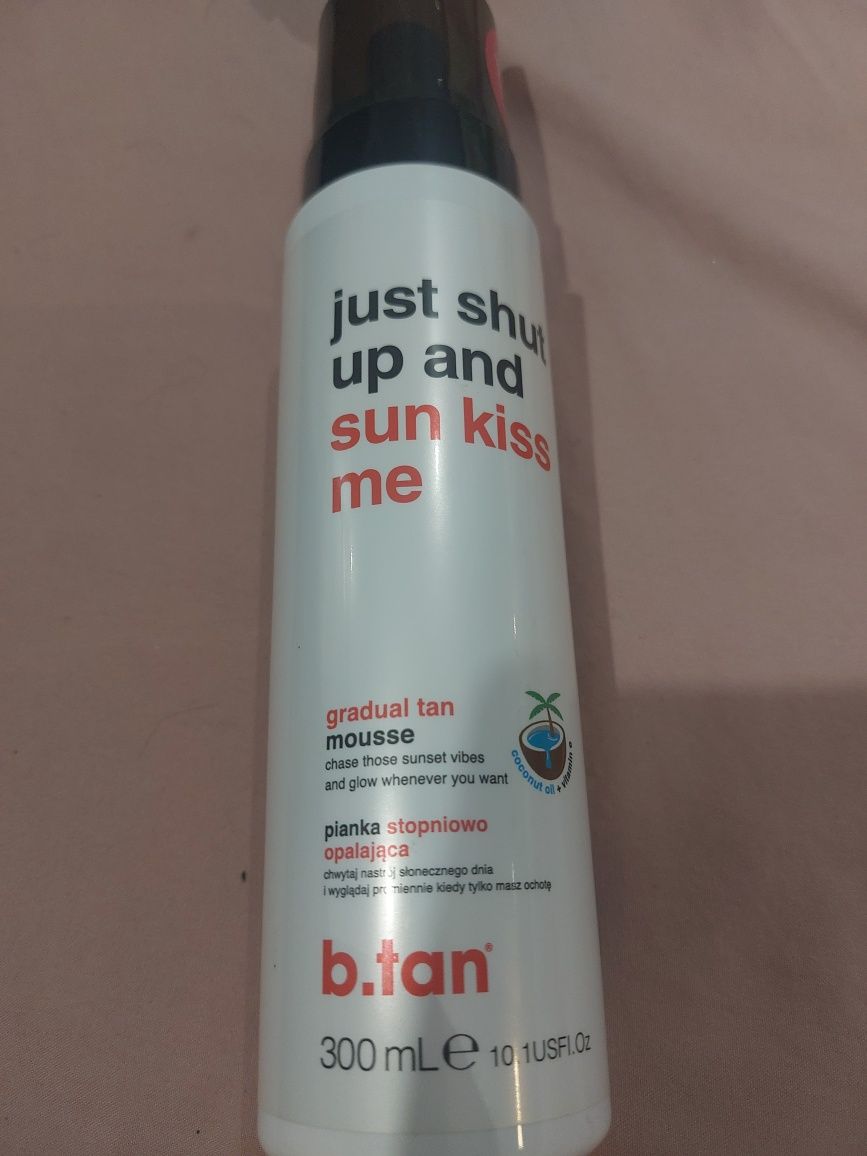 just shut
up and
sun kiss
me
gradual tan
mousse
chase those sunset vibes
and glow whenever you want
coconut oil + vitamin e
pianka stopniowo
opalająca
chwytaj nastrój słonecznego dnia
i wyglądaj promiennie kiedy tylko masz ochotę
b.tan®
300 mL℮ 10.1USFl.Oz